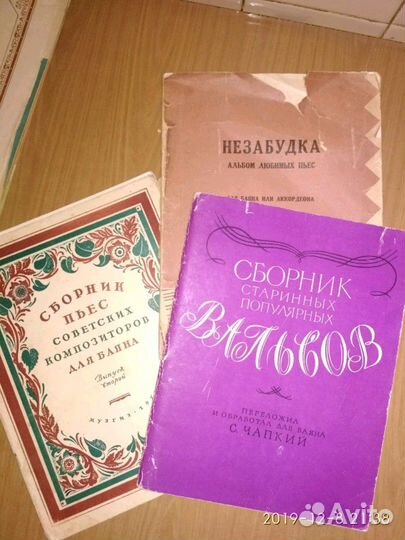 НЕЗАБУДКА
АЛЬБОМ ЛЮБИМЫХ ПЬЕС
ДЛЯ БАЯНА ИЛИ АККОРДЕОНА
СБОРНИК
ПЬЕС
СОВЕТСКИХ
КОМПОЗИТОРОВ
ДЛЯ БАЯНА
Выпуск
второй
МУЗГИЗ
СБОРНИК
СТАРИННЫХ
ПОПУЛЯРНЫХ
ВАЛЬСОВ
ПЕРЕЛОЖИЛ
И ОБРАБОТАЛ ДЛЯ БАЯНА
С. ЧАПКИЙ
Avito